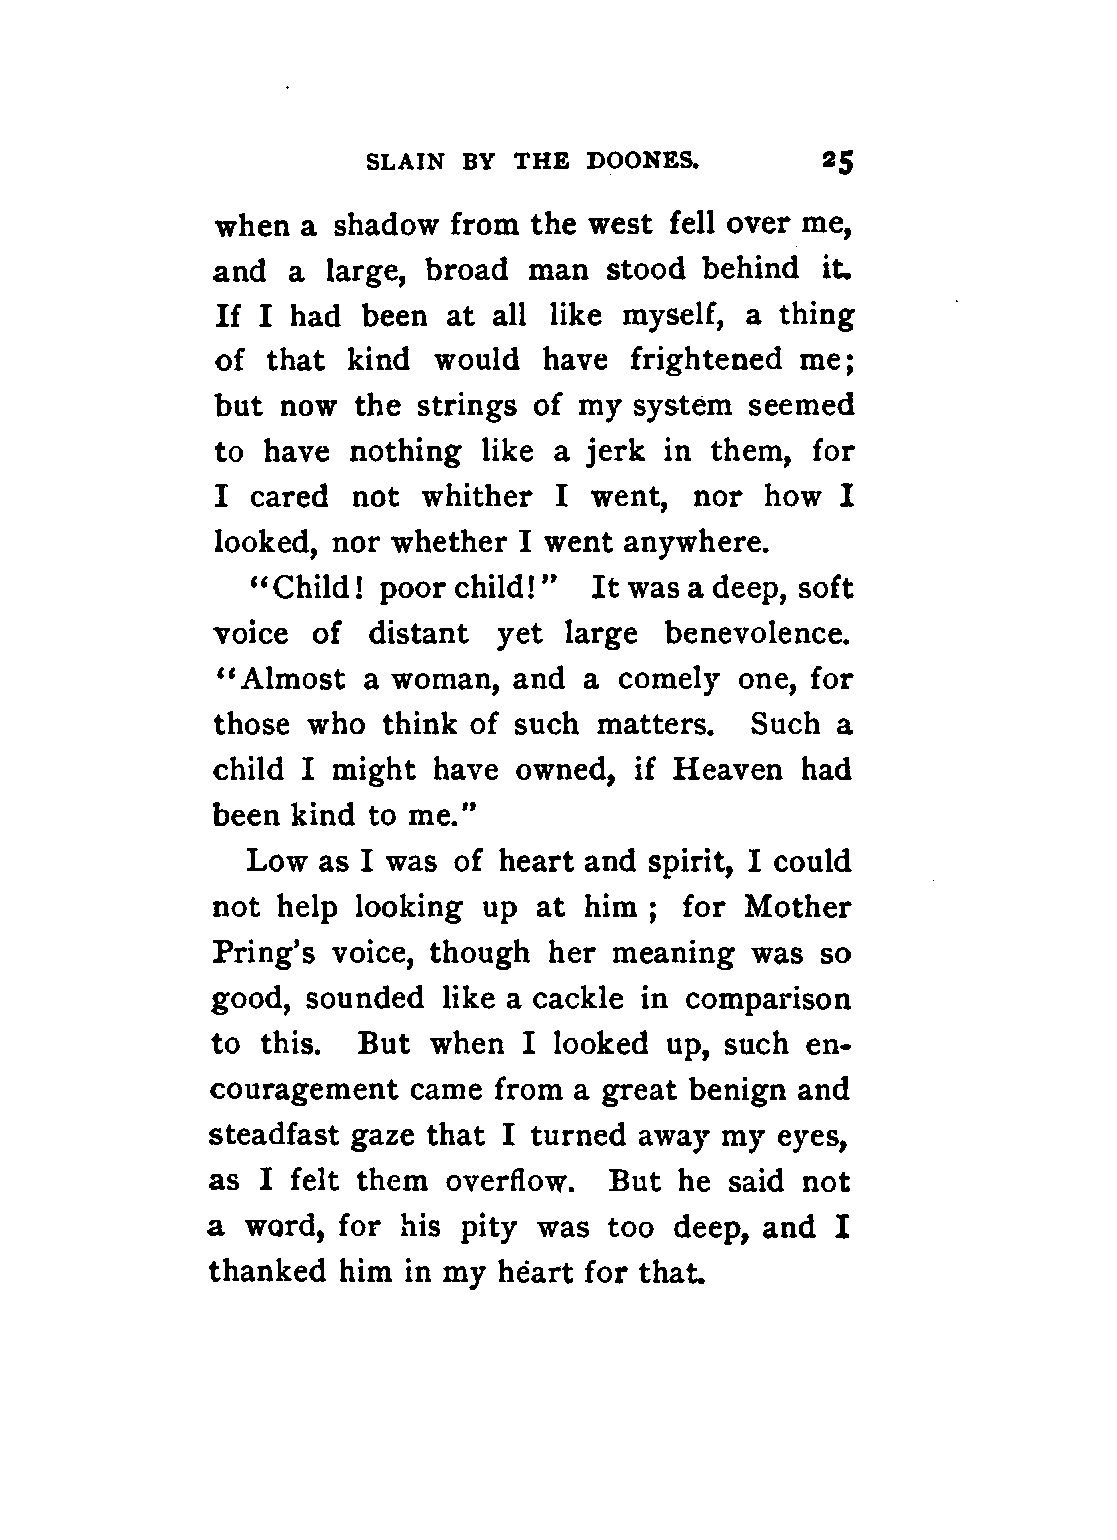 SLAIN BY THE DOONES. 25
when a shadow from the west fell over me,
and a large, broad man stood behind it.
If I had been at all like myself, a thing
of that kind would have frightened me;
but now the strings of my system seemed
to have nothing like a jerk in them, for
I cared not whither I went, nor how I
looked, nor whether I went anywhere.
"Child! poor child!" It was a deep, soft
voice of distant yet large benevolence.
"Almost a woman, and a comely one, for
those who think of such matters. Such a
child I might have owned, if Heaven had
been kind to me."
Low as I was of heart and spirit, I could
not help looking up at him; for Mother
Pring's voice, though her meaning was so
good, sounded like a cackle in comparison
to this. But when I looked up, such en-
couragement came from a great benign and
steadfast gaze that I turned away my eyes,
as I felt them overflow. But he said not
a word, for his pity was too deep, and I
thanked him in my heart for that.